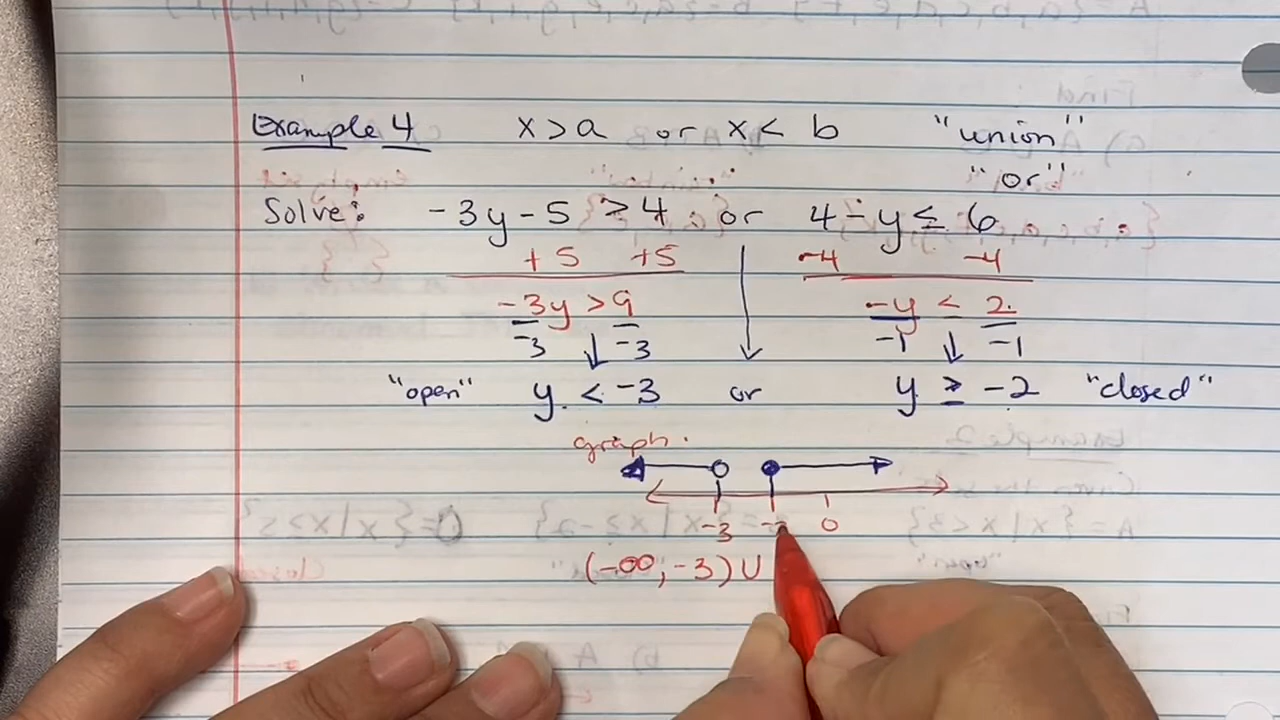 Example 4 x > a or x < b "union"
"or"
Solve: -3y - 5 > 4 or 4 - y ≤ 6
+5 +5 -4 -4
-3y > 9 -y ≤ 2
-3 -3 -1 -1
"open" y < -3 or y ≥ -2 "closed"
graph.
-3 0
(-∞, -3) ∪